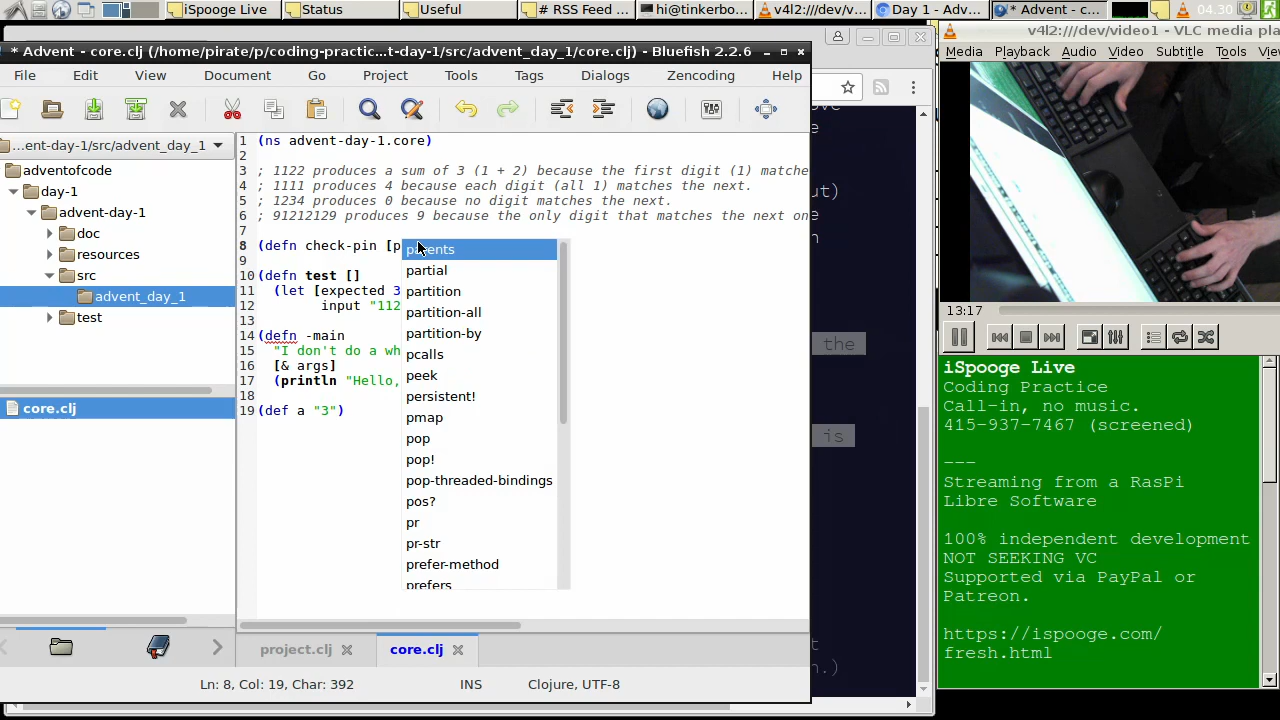 iSpooge Live
Status
Useful
# RSS Feed ...
hi@tinkerbo...
v4l2:///dev/v...
Day 1 - Adv...
* Advent - c...
04.30
* Advent - core.clj (/home/pirate/p/coding-practic...t-day-1/src/advent_day_1/core.clj) - Bluefish 2.2.6
File Edit View Document Go Project Tools Tags Dialogs Zencoding Help
...ent-day-1/src/advent_day_1
adventofcode
day-1
advent-day-1
doc
resources
src
advent_day_1
test
core.clj
1 (ns advent-day-1.core)
2
3 ; 1122 produces a sum of 3 (1 + 2) because the first digit (1) matche
4 ; 1111 produces 4 because each digit (all 1) matches the next.
5 ; 1234 produces 0 because no digit matches the next.
6 ; 91212129 produces 9 because the only digit that matches the next on
7
8 (defn check-pin [p
9
10 (defn test []
11 (let [expected 3
12 input "112
13
14 (defn -main
15 "I don't do a wh
16 [& args]
17 (println "Hello,
18
19 (def a "3")
parents
partial
partition
partition-all
partition-by
pcalls
peek
persistent!
pmap
pop
pop!
pop-threaded-bindings
pos?
pr
pr-str
prefer-method
prefers
project.clj
core.clj
Ln: 8, Col: 19, Char: 392
INS
Clojure, UTF-8
ut)
the
is
n.)
v4l2:///dev/video1 - VLC media pla
Media Playback Audio Video Subtitle Tools Vie
13:17
iSpooge Live
Coding Practice
Call-in, no music.
415-937-7467 (screened)
---
Streaming from a RasPi
Libre Software
100% independent development
NOT SEEKING VC
Supported via PayPal or
Patreon.
https://ispooge.com/
fresh.html